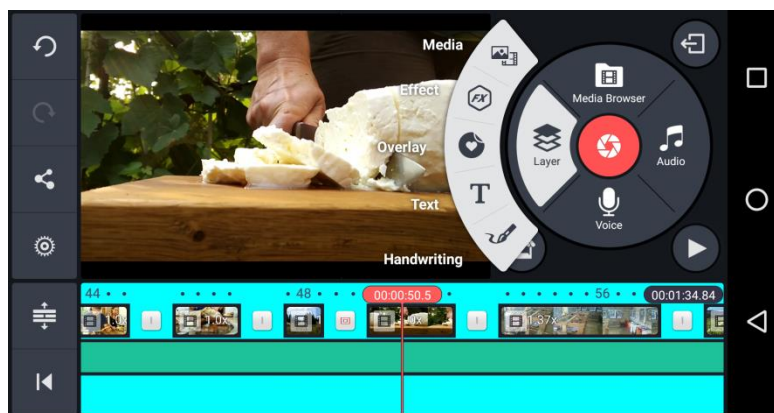 Media
Effect
Overlay
Text
Handwriting
FX
T
Media Browser
Layer
Audio
Voice
44
48
00:00:50.5
56
00:01:34.84
1.0x
1.37x